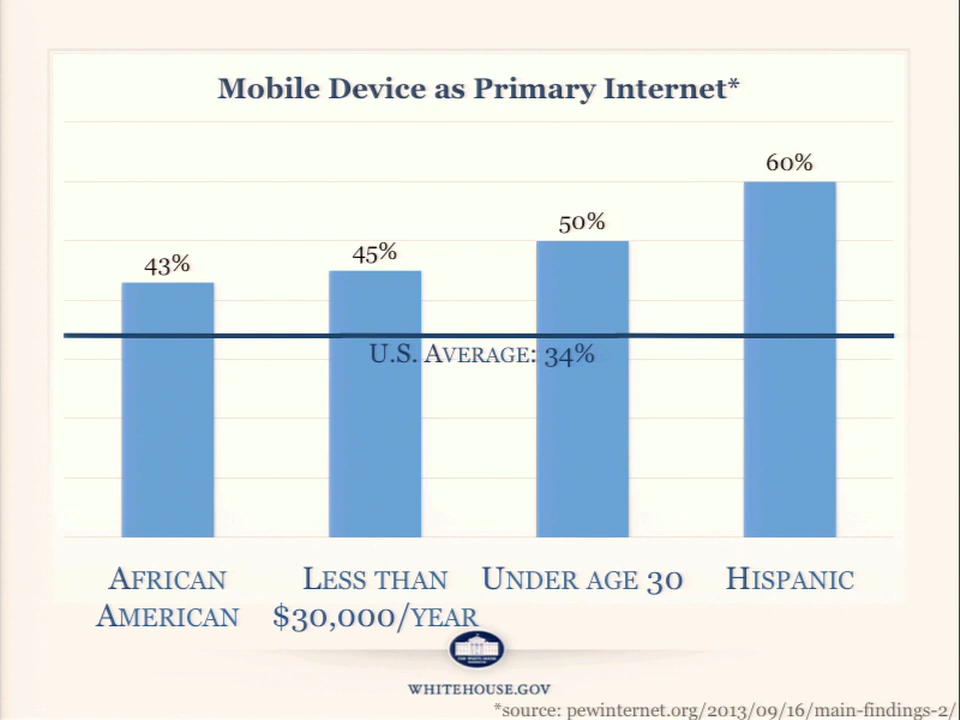 Mobile Device as Primary Internet*
60%
50%
45%
43%
U.S. Average: 34%
African American
Less than $30,000/year
Under age 30
Hispanic
WHITEHOUSE.GOV
*source: pewinternet.org/2013/09/16/main-findings-2/